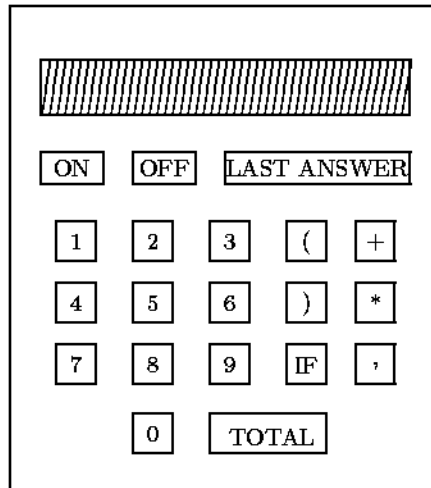 ON OFF LAST ANSWER
1 2 3 ( +
4 5 6 ) *
7 8 9 IF ,
0 TOTAL